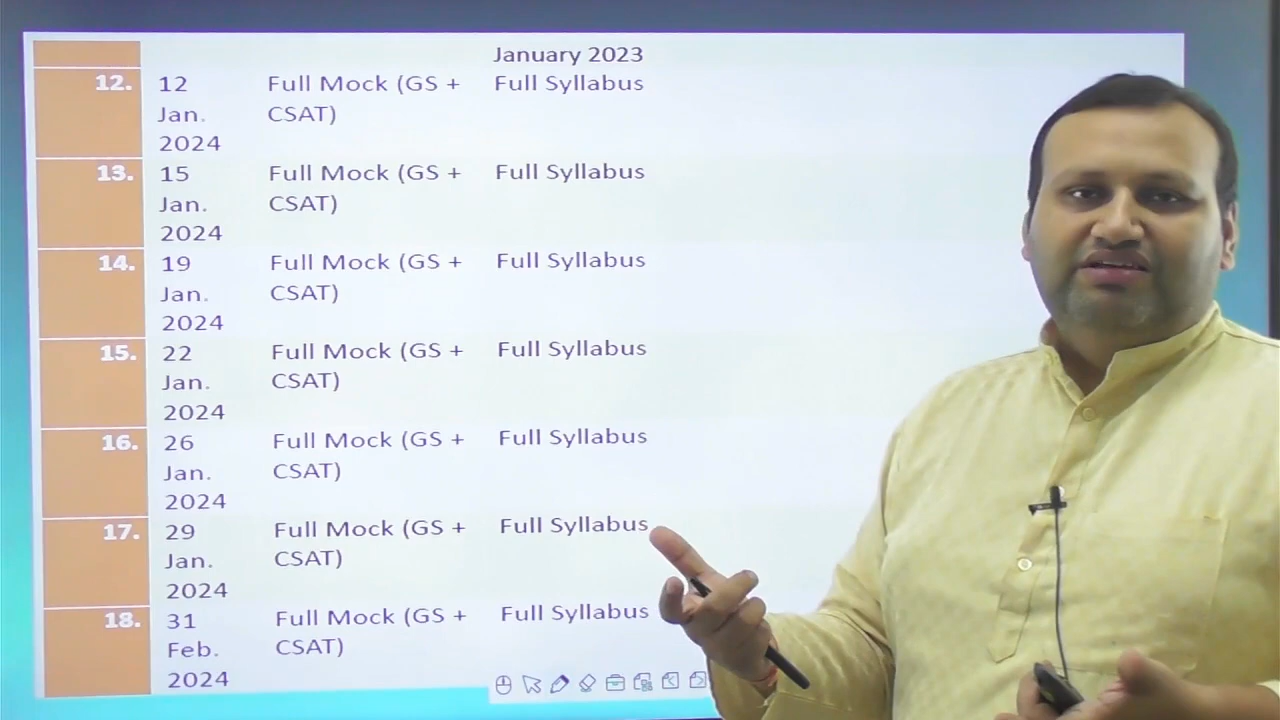 January 2023
12. 12 Full Mock (GS + Full Syllabus
Jan. CSAT)
2024
13. 15 Full Mock (GS + Full Syllabus
Jan. CSAT)
2024
14. 19 Full Mock (GS + Full Syllabus
Jan. CSAT)
2024
15. 22 Full Mock (GS + Full Syllabus
Jan. CSAT)
2024
16. 26 Full Mock (GS + Full Syllabus
Jan. CSAT)
2024
17. 29 Full Mock (GS + Full Syllabus
Jan. CSAT)
2024
18. 31 Full Mock (GS + Full Syllabus
Feb. CSAT)
2024